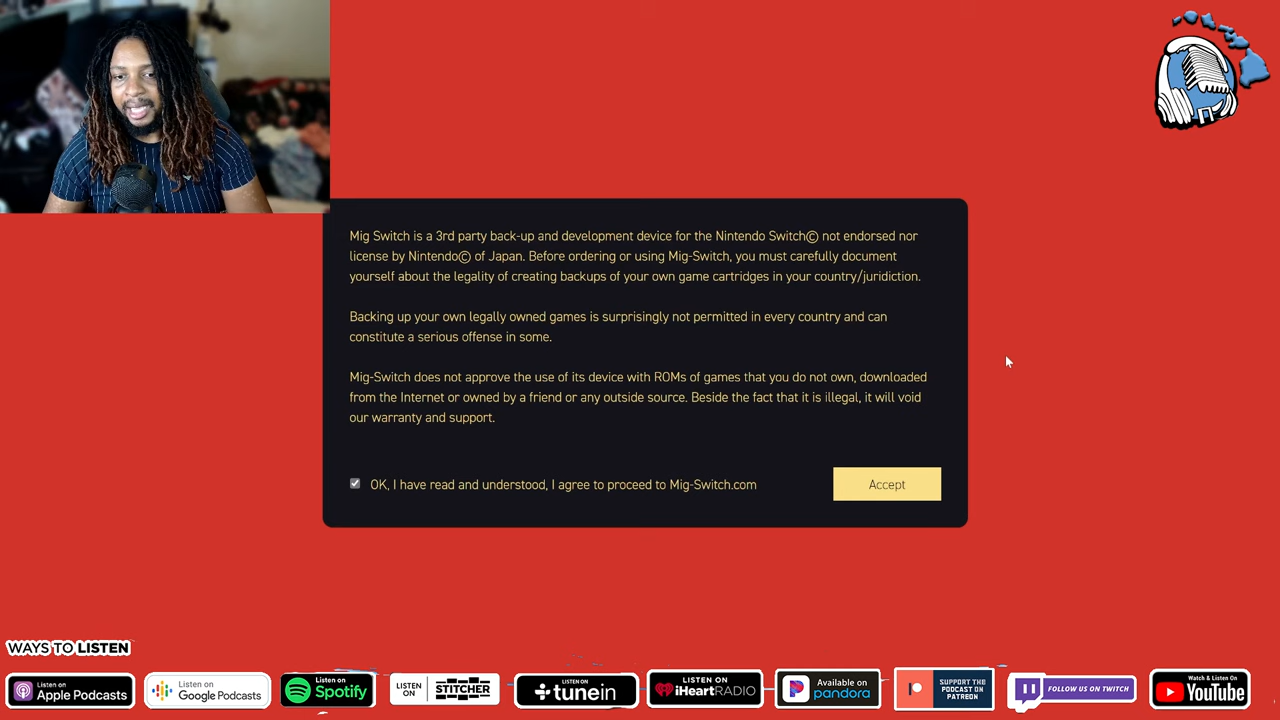 Mig Switch is a 3rd party back-up and development device for the Nintendo Switch© not endorsed nor
license by Nintendo© of Japan. Before ordering or using Mig-Switch, you must carefully document
yourself about the legality of creating backups of your own game cartridges in your country/juridiction.
Backing up your own legally owned games is surprisingly not permitted in every country and can
constitute a serious offense in some.
Mig-Switch does not approve the use of its device with ROMs of games that you do not own, downloaded
from the Internet or owned by a friend or any outside source. Beside the fact that it is illegal, it will void
our warranty and support.
OK, I have read and understood, I agree to proceed to Mig-Switch.com
Accept
WAYS TO LISTEN
Listen on
Apple Podcasts
Listen on
Google Podcasts
Listen on
Spotify
LISTEN
ON
STITCHER
LISTEN ON
tunein
LISTEN ON
iHeartRADIO
Available on
pandora
SUPPORT THE
PODCAST ON
PATREON
FOLLOW US ON TWITCH
Watch & Listen On
YouTube